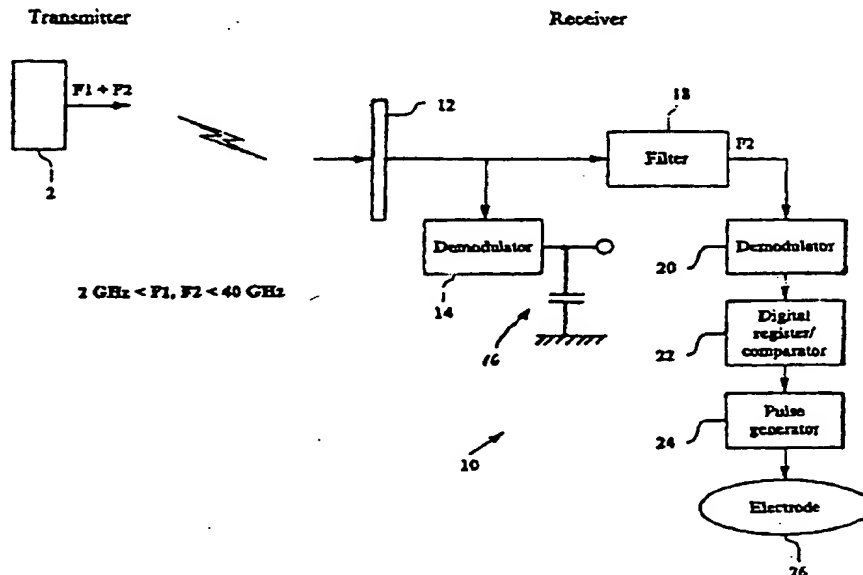 Transmitter
Receiver
F1 + F2
2
12
18
Filter
F2
Demodulator
14
16
2 GHz < F1, F2 < 40 GHz
Demodulator
20
Digital
register/
comparator
22
Pulse
generator
24
10
Electrode
26